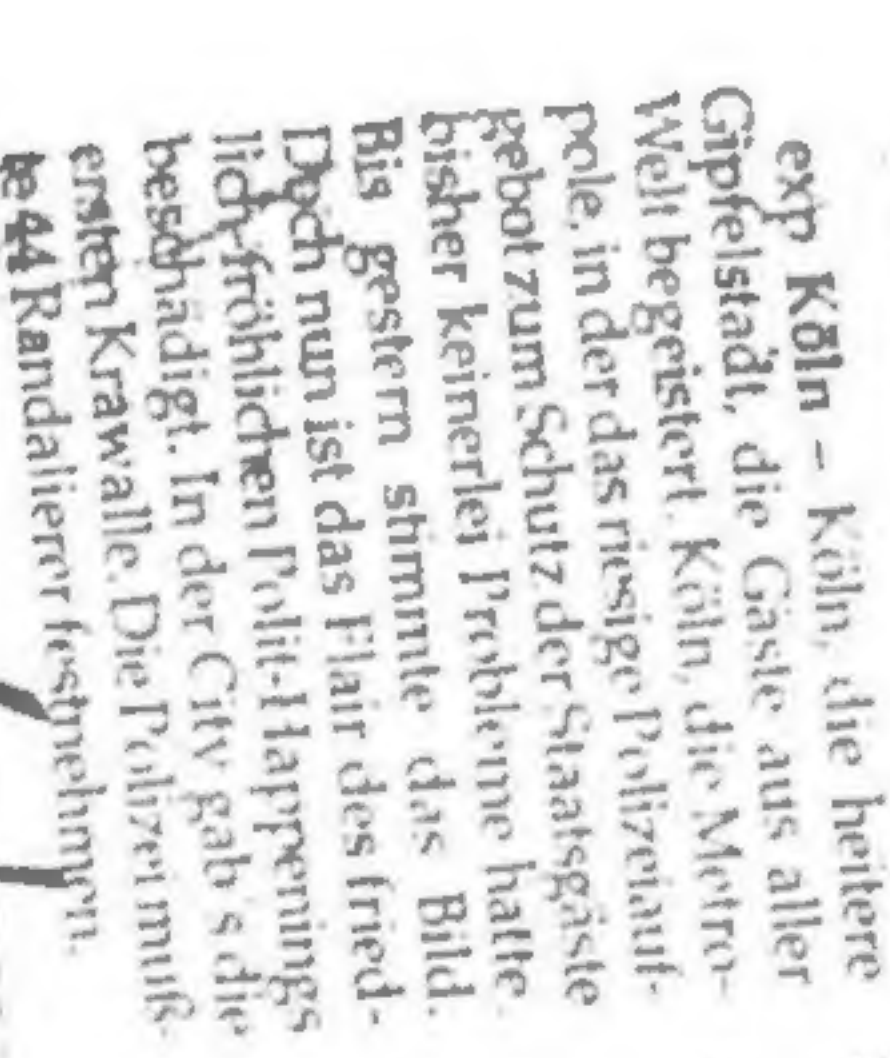 exp Köln – Köln, die heitere
Gipfelstadt, die Gäste aus aller
Welt begeistert. Köln, die Metro-
pole, in der das riesige Polizeiauf-
gebot zum Schutz der Staatsgäste
bisher keinerlei Probleme hatte.
Bis gestern stimmte das Bild.
Doch nun ist das Flair des fried-
lich-fröhlichen Polit-Happenings
beschädigt. In der City gab's die
ersten Krawalle. Die Polizei muß-
te 44 Randalierer festnehmen.